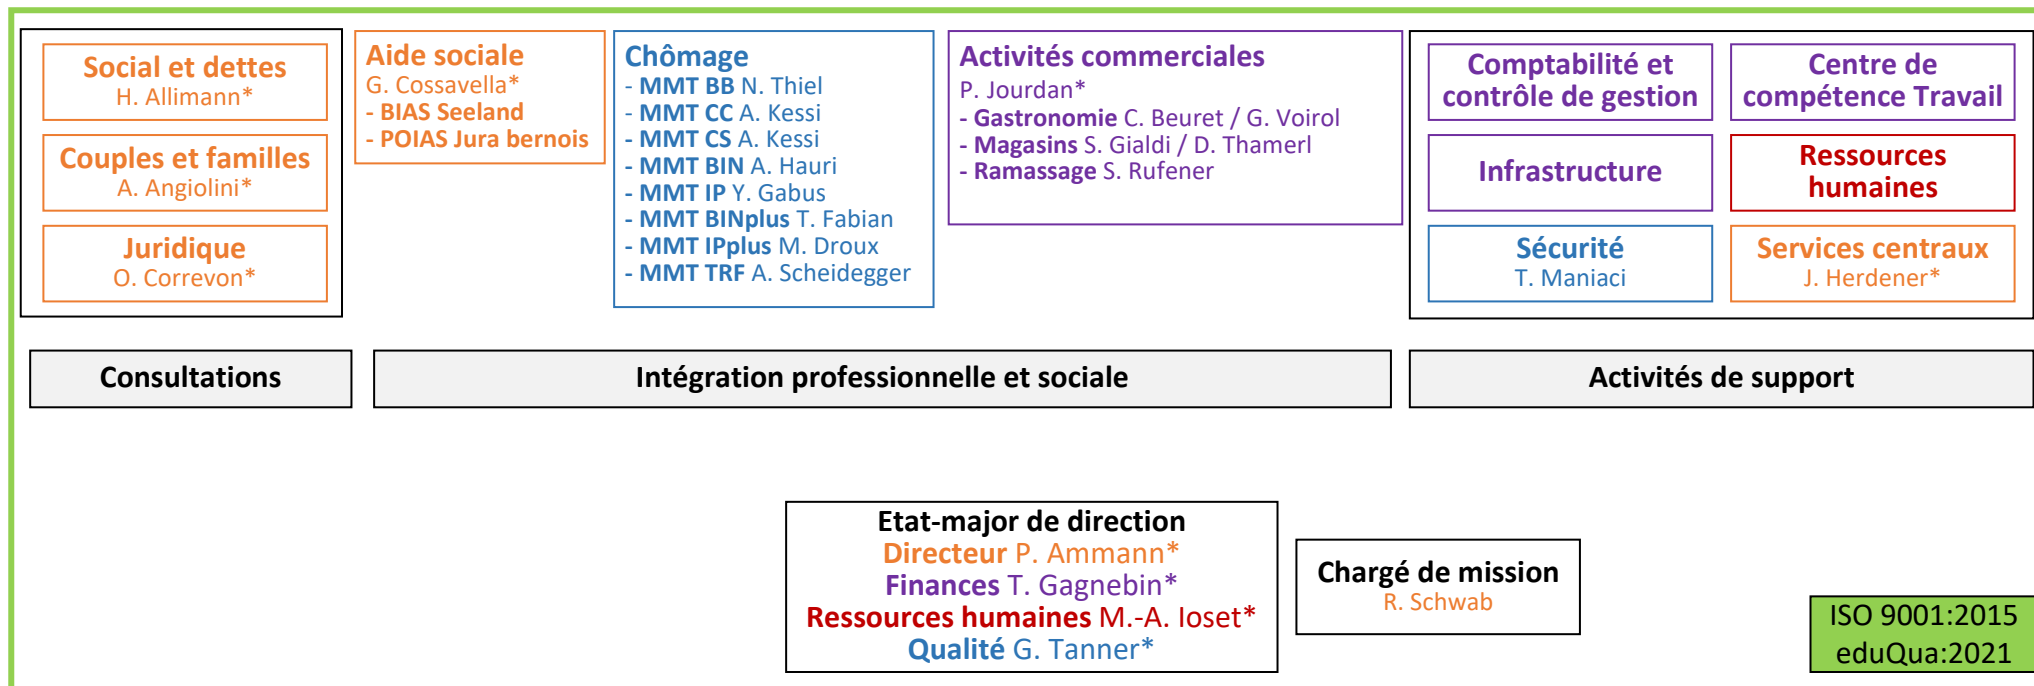 Social et dettes
H. Allimann*
Couples et familles
A. Angiolini*
Juridique
O. Correvon*
Aide sociale
G. Cossavella*
- BIAS Seeland
- POIAS Jura bernois
Chômage
- MMT BB N. Thiel
- MMT CC A. Kessi
- MMT CS A. Kessi
- MMT BIN A. Hauri
- MMT IP Y. Gabus
- MMT BINplus T. Fabian
- MMT IPplus M. Droux
- MMT TRF A. Scheidegger
Activités commerciales
P. Jourdan*
- Gastronomie C. Beuret / G. Voirol
- Magasins S. Gialdi / D. Thamerl
- Ramassage S. Rufener
Comptabilité et
contrôle de gestion
Centre de
compétence Travail
Infrastructure
Ressources
humaines
Sécurité
T. Maniaci
Services centraux
J. Herdener*
Consultations
Intégration professionnelle et sociale
Activités de support
Etat-major de direction
Directeur P. Ammann*
Finances T. Gagnebin*
Ressources humaines M.-A. Ioset*
Qualité G. Tanner*
Chargé de mission
R. Schwab
ISO 9001:2015
eduQua:2021